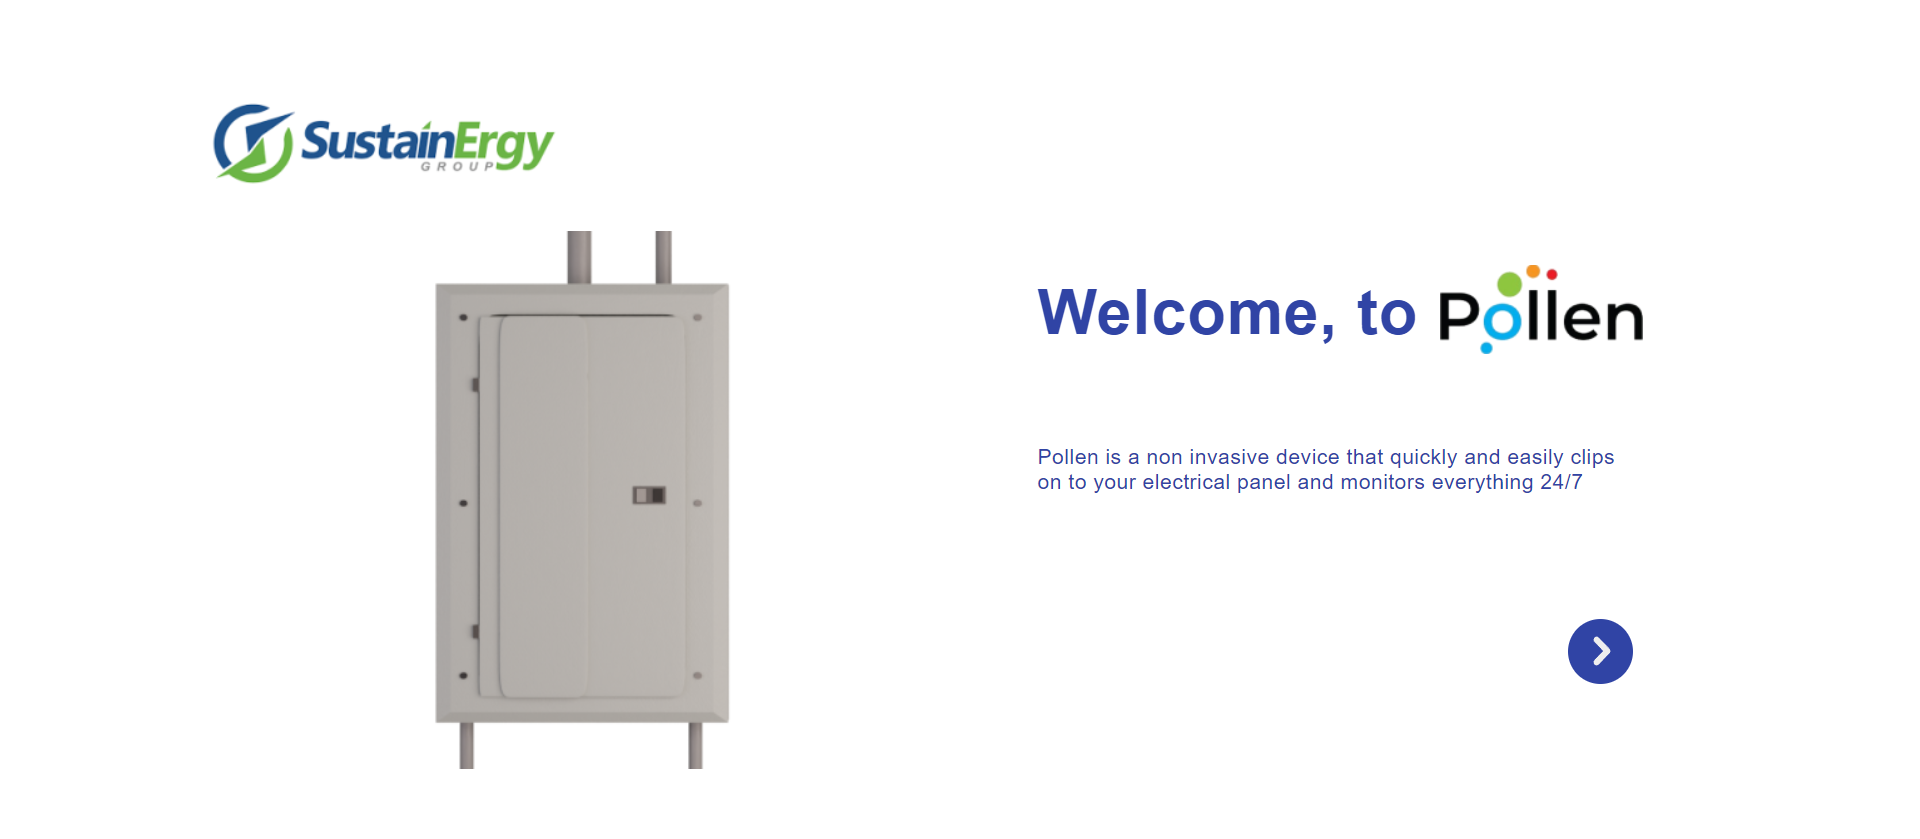 SustainErgy
GROUP
Welcome, to Pollen
Pollen is a non invasive device that quickly and easily clips
on to your electrical panel and monitors everything 24/7